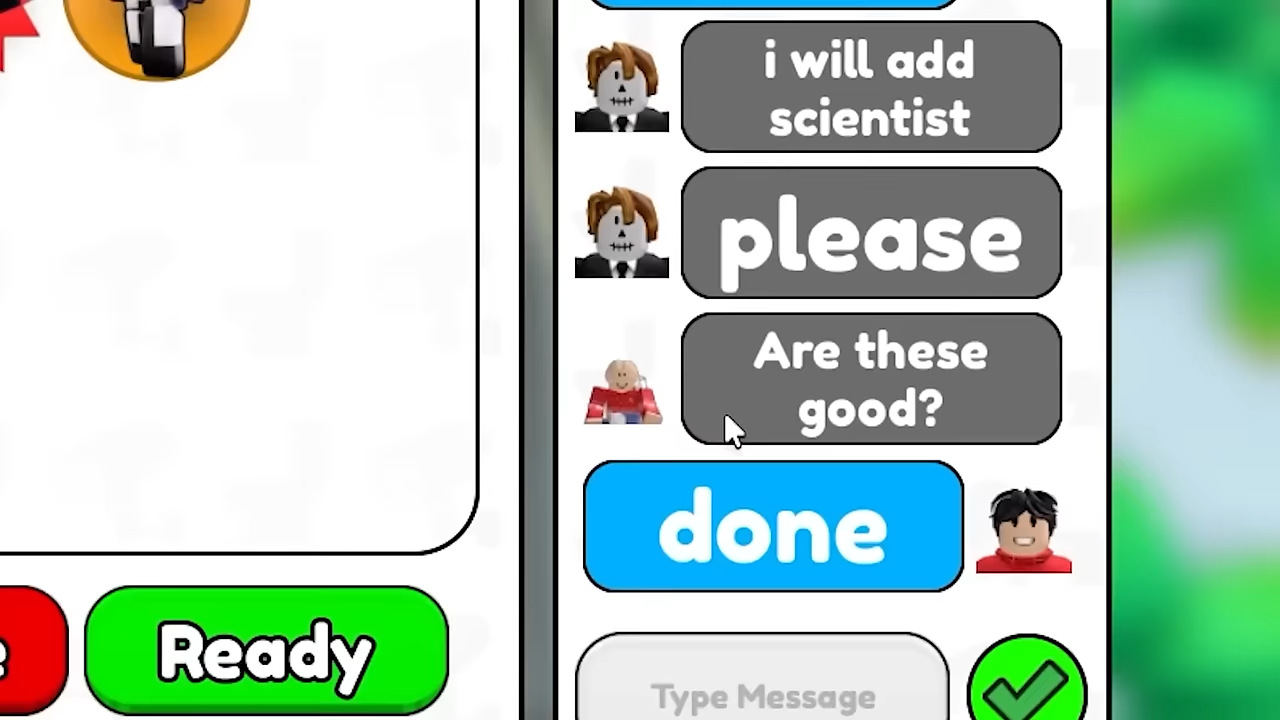 i will add
scientist
please
Are these
good?
done
Ready
Type Message